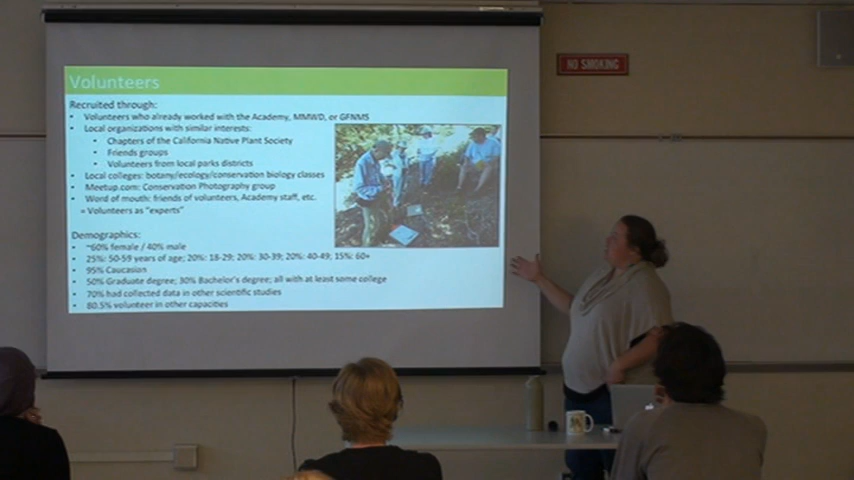 Volunteers
NO SMOKING
Recruited through:
• Volunteers who already worked with the Academy, MMWD, or GFNMS
• Local organizations with similar interests:
• Chapters of the California Native Plant Society
• Friends groups
• Volunteers from local parks districts
• Local colleges: botany/ecology/conservation biology classes
• Meetup.com: Conservation Photography group
• Word of mouth: friends of volunteers, Academy staff, etc.
= Volunteers as "experts"
Demographics:
• ~60% female / 40% male
• 25%: 50-59 years of age; 20%: 18-29; 20%: 30-39; 20%: 40-49; 15%: 60+
• 95% Caucasion
• 50% Graduate degree; 30% Bachelor's degree; all with at least some college
• 70% had collected data in other scientific studies
• 80.5% volunteer in other capacities